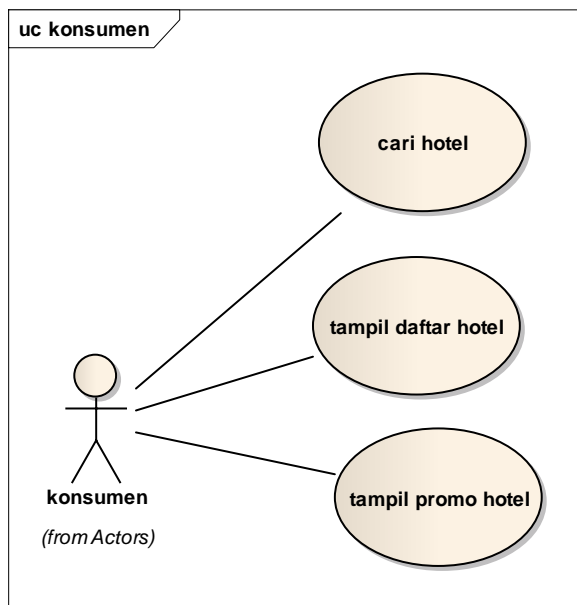 uc konsumen
cari hotel
tampil daftar hotel
tampil promo hotel
konsumen
(from Actors)